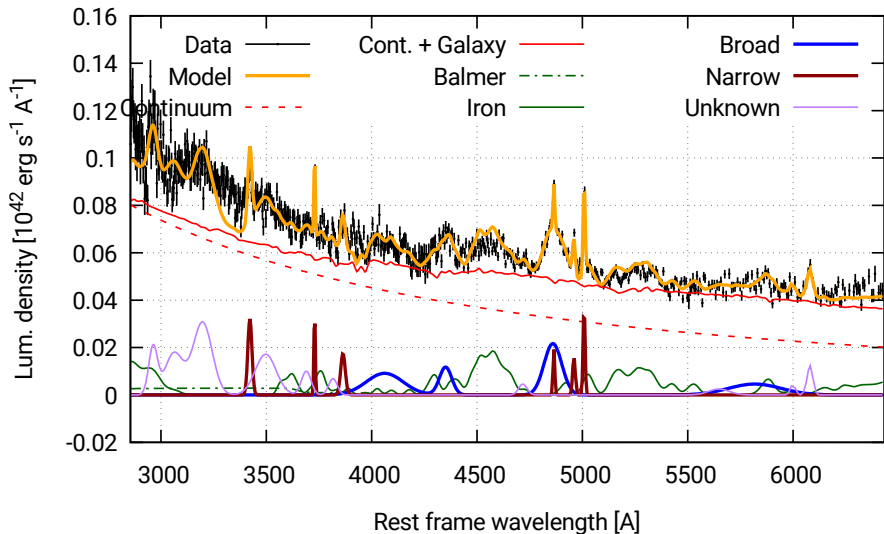 0.16
0.14
0.12
0.1
0.08
0.06
0.04
0.02
0
-0.02
Lum. density [10⁴² erg s⁻¹ A⁻¹]
Data
Model
Continuum
Cont. + Galaxy
Balmer
Iron
Broad
Narrow
Unknown
3000 3500 4000 4500 5000 5500 6000
Rest frame wavelength [A]